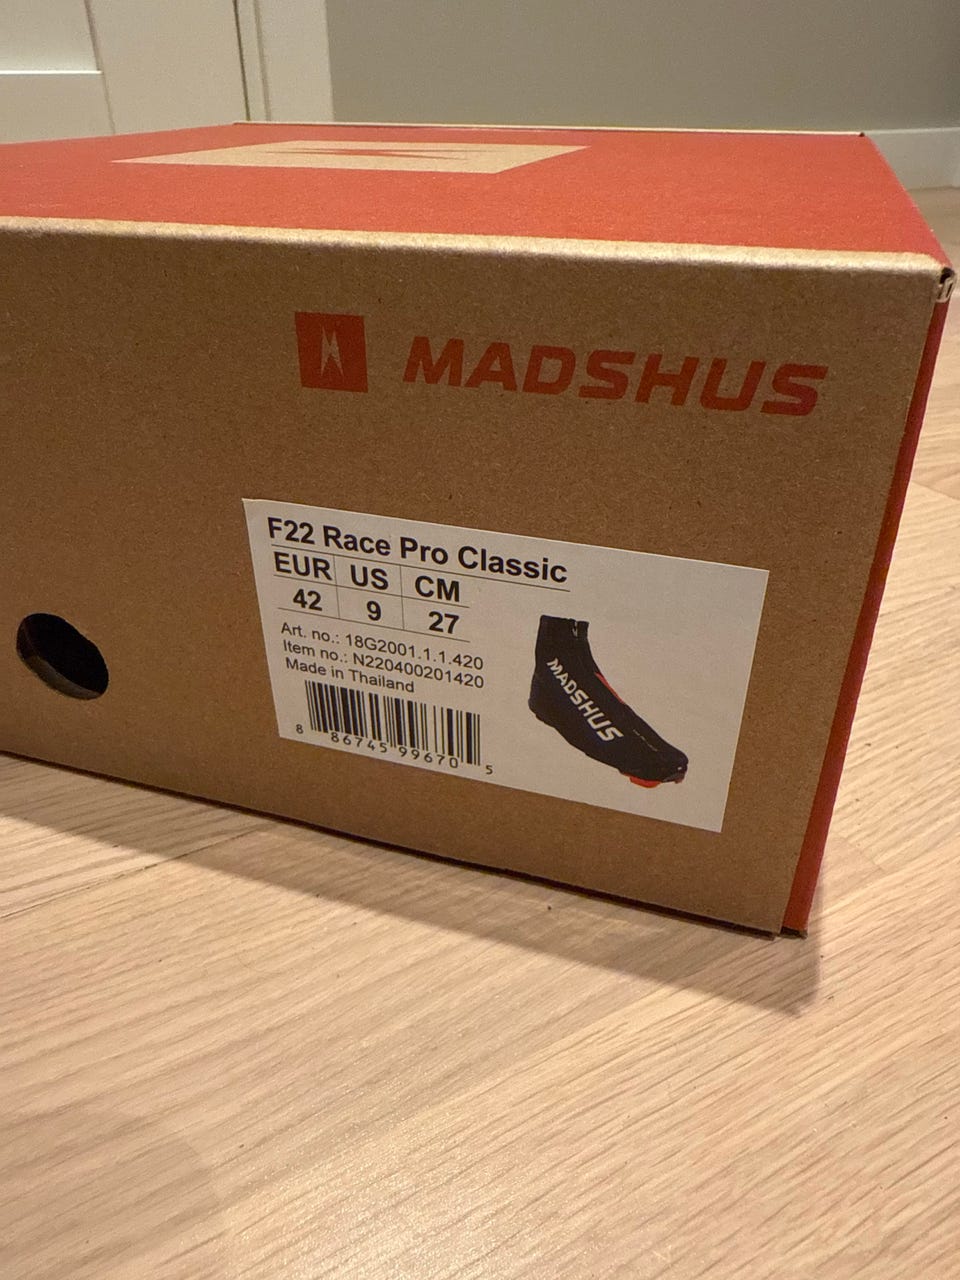 MADSHUS
F22 Race Pro Classic
EUR US CM
42 9 27
Art. no.: 18G2001.1.1.420
Item no.: N220400201420
Made in Thailand
8 86745 99670 5
MADSHUS